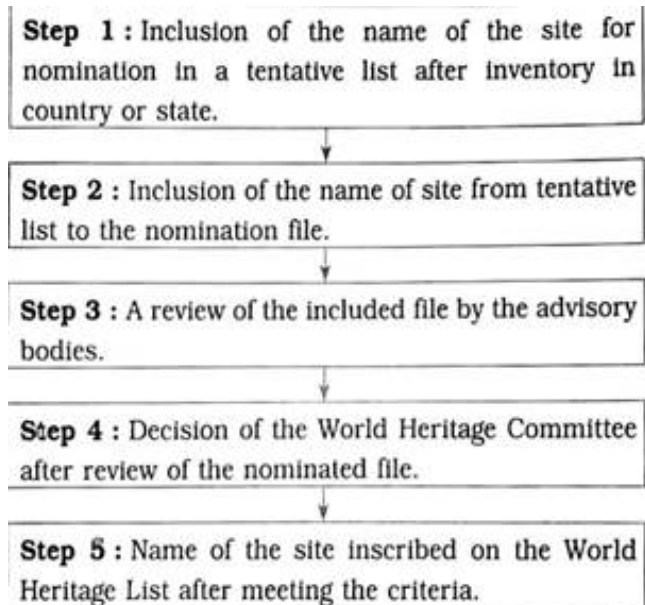 Step 1 : Inclusion of the name of the site for
nomination in a tentative list after inventory in
country or state.
Step 2 : Inclusion of the name of site from tentative
list to the nomination file.
Step 3 : A review of the included file by the advisory
bodies.
Step 4 : Decision of the World Heritage Committee
after review of the nominated file.
Step 5 : Name of the site inscribed on the World
Heritage List after meeting the criteria.